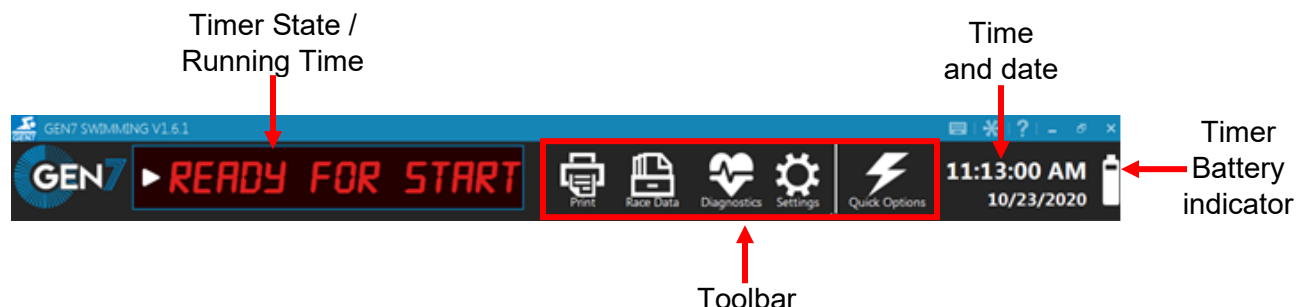 Timer State /
Running Time
Time
and date
GEN7 SWIMMING V1.6.1
?
Timer
Battery
indicator
GEN7
READY FOR START
Print
Race Data
Diagnostics
Settings
Quick Options
11:13:00 AM
10/23/2020
Toolbar